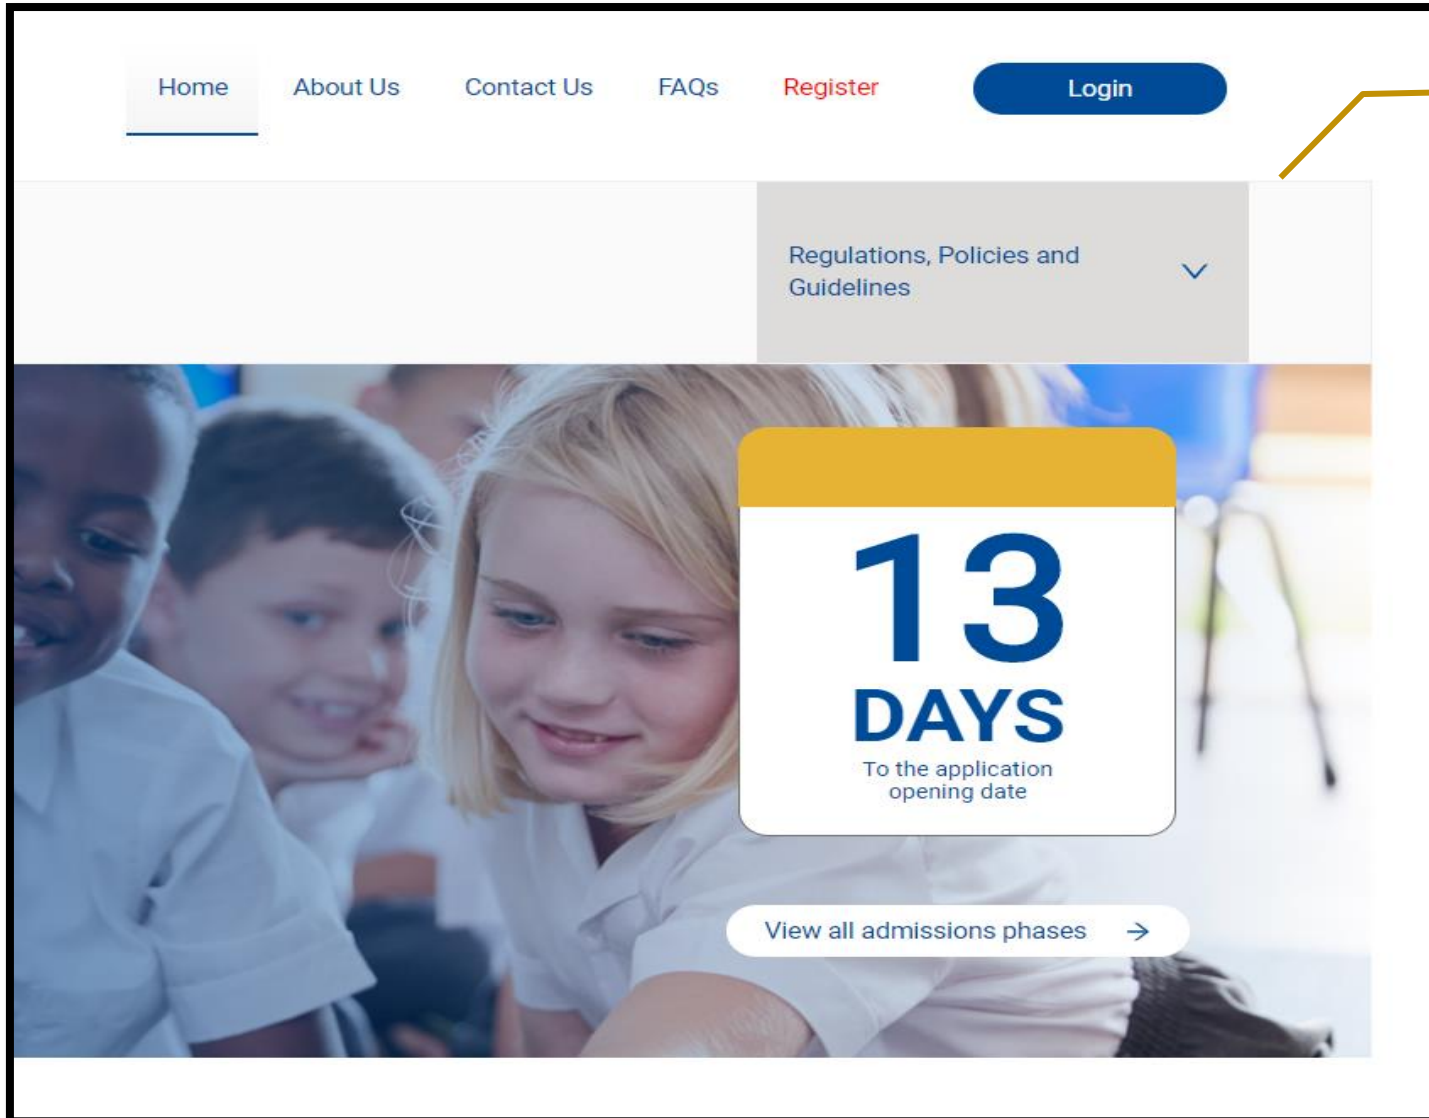 Home About Us Contact Us FAQs Register Login
Regulations, Policies and
Guidelines
13
DAYS
To the application
opening date
View all admissions phases